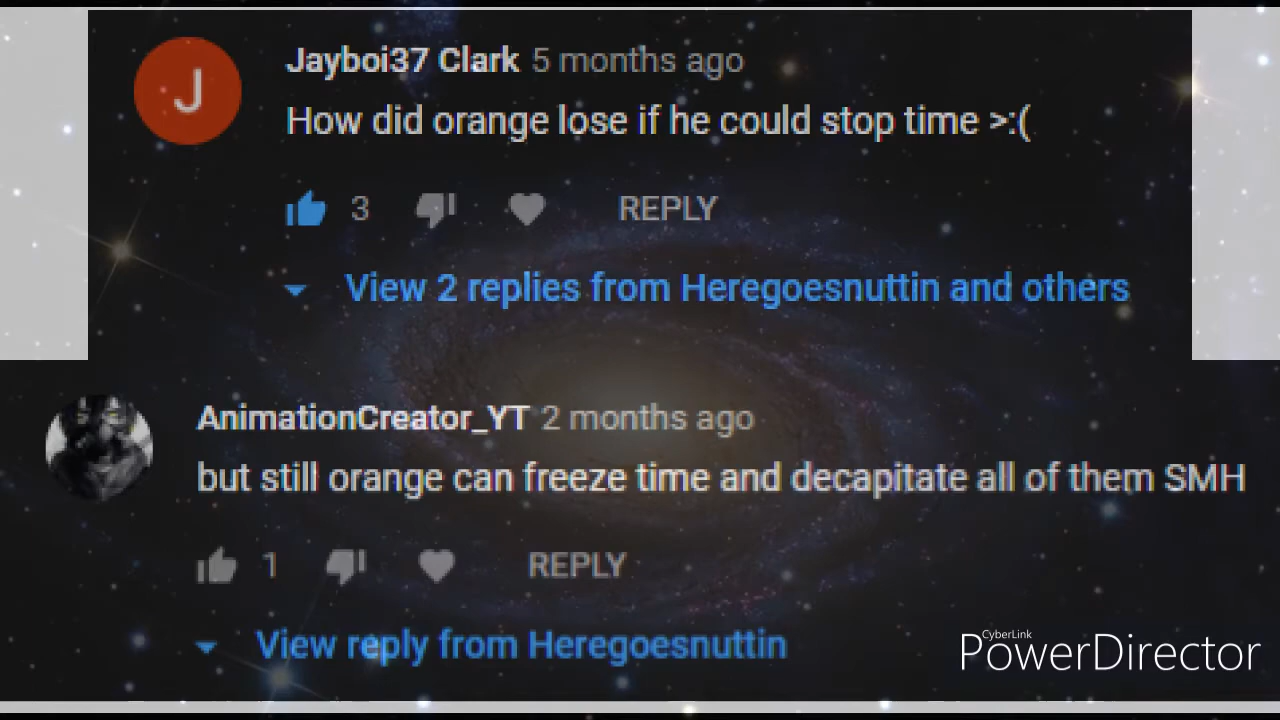 J
Jayboi37 Clark 5 months ago
How did orange lose if he could stop time >:(
3 REPLY
View 2 replies from Heregoesnuttin and others
AnimationCreator_YT 2 months ago
but still orange can freeze time and decapitate all of them SMH
1 REPLY
View reply from Heregoesnuttin
CyberLink
PowerDirector